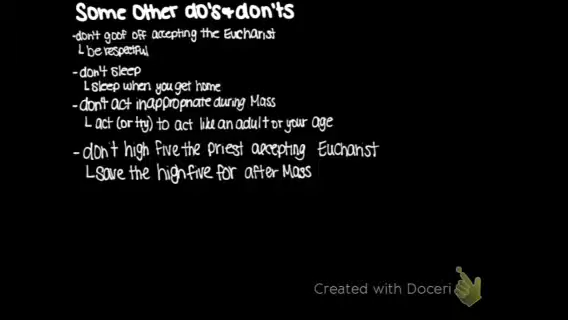 Some Other do's & don'ts
-don't goof off accepting the Eucharist
└ be respectful
-don't sleep
└ sleep when you get home
-don't act inappropriate during Mass
└ act (or try) to act like an adult or your age
-don't high five the priest accepting Eucharist
└ save the high five for after Mass
Created with Doceri